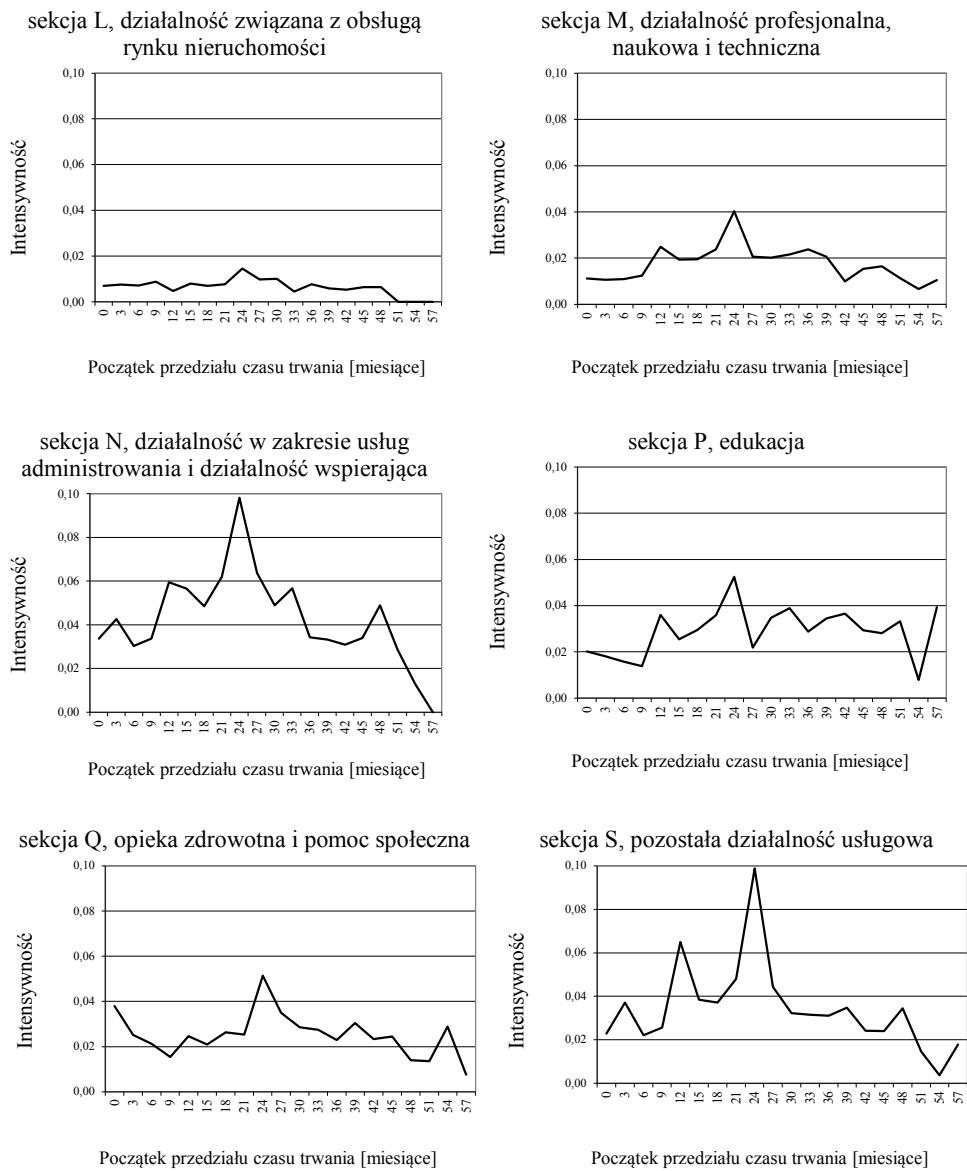 sekcja L, działalność związana z obsługą
rynku nieruchomości
Intensywność
0,10
0,08
0,06
0,04
0,02
0,00
0 3 6 9 12 15 18 21 24 27 30 33 36 39 42 45 48 51 54 57
Początek przedziału czasu trwania [miesiące]
sekcja M, działalność profesjonalna,
naukowa i techniczna
Intensywność
0,10
0,08
0,06
0,04
0,02
0,00
0 3 6 9 12 15 18 21 24 27 30 33 36 39 42 45 48 51 54 57
Początek przedziału czasu trwania [miesiące]
sekcja N, działalność w zakresie usług
administrowania i działalność wspierająca
Intensywność
0,10
0,08
0,06
0,04
0,02
0,00
0 3 6 9 12 15 18 21 24 27 30 33 36 39 42 45 48 51 54 57
Początek przedziału czasu trwania [miesiące]
sekcja P, edukacja
Intensywność
0,10
0,08
0,06
0,04
0,02
0,00
0 3 6 9 12 15 18 21 24 27 30 33 36 39 42 45 48 51 54 57
Początek przedziału czasu trwania [miesiące]
sekcja Q, opieka zdrowotna i pomoc społeczna
Intensywność
0,10
0,08
0,06
0,04
0,02
0,00
0 3 6 9 12 15 18 21 24 27 30 33 36 39 42 45 48 51 54 57
Początek przedziału czasu trwania [miesiące]
sekcja S, pozostała działalność usługowa
Intensywność
0,10
0,08
0,06
0,04
0,02
0,00
0 3 6 9 12 15 18 21 24 27 30 33 36 39 42 45 48 51 54 57
Początek przedziału czasu trwania [miesiące]